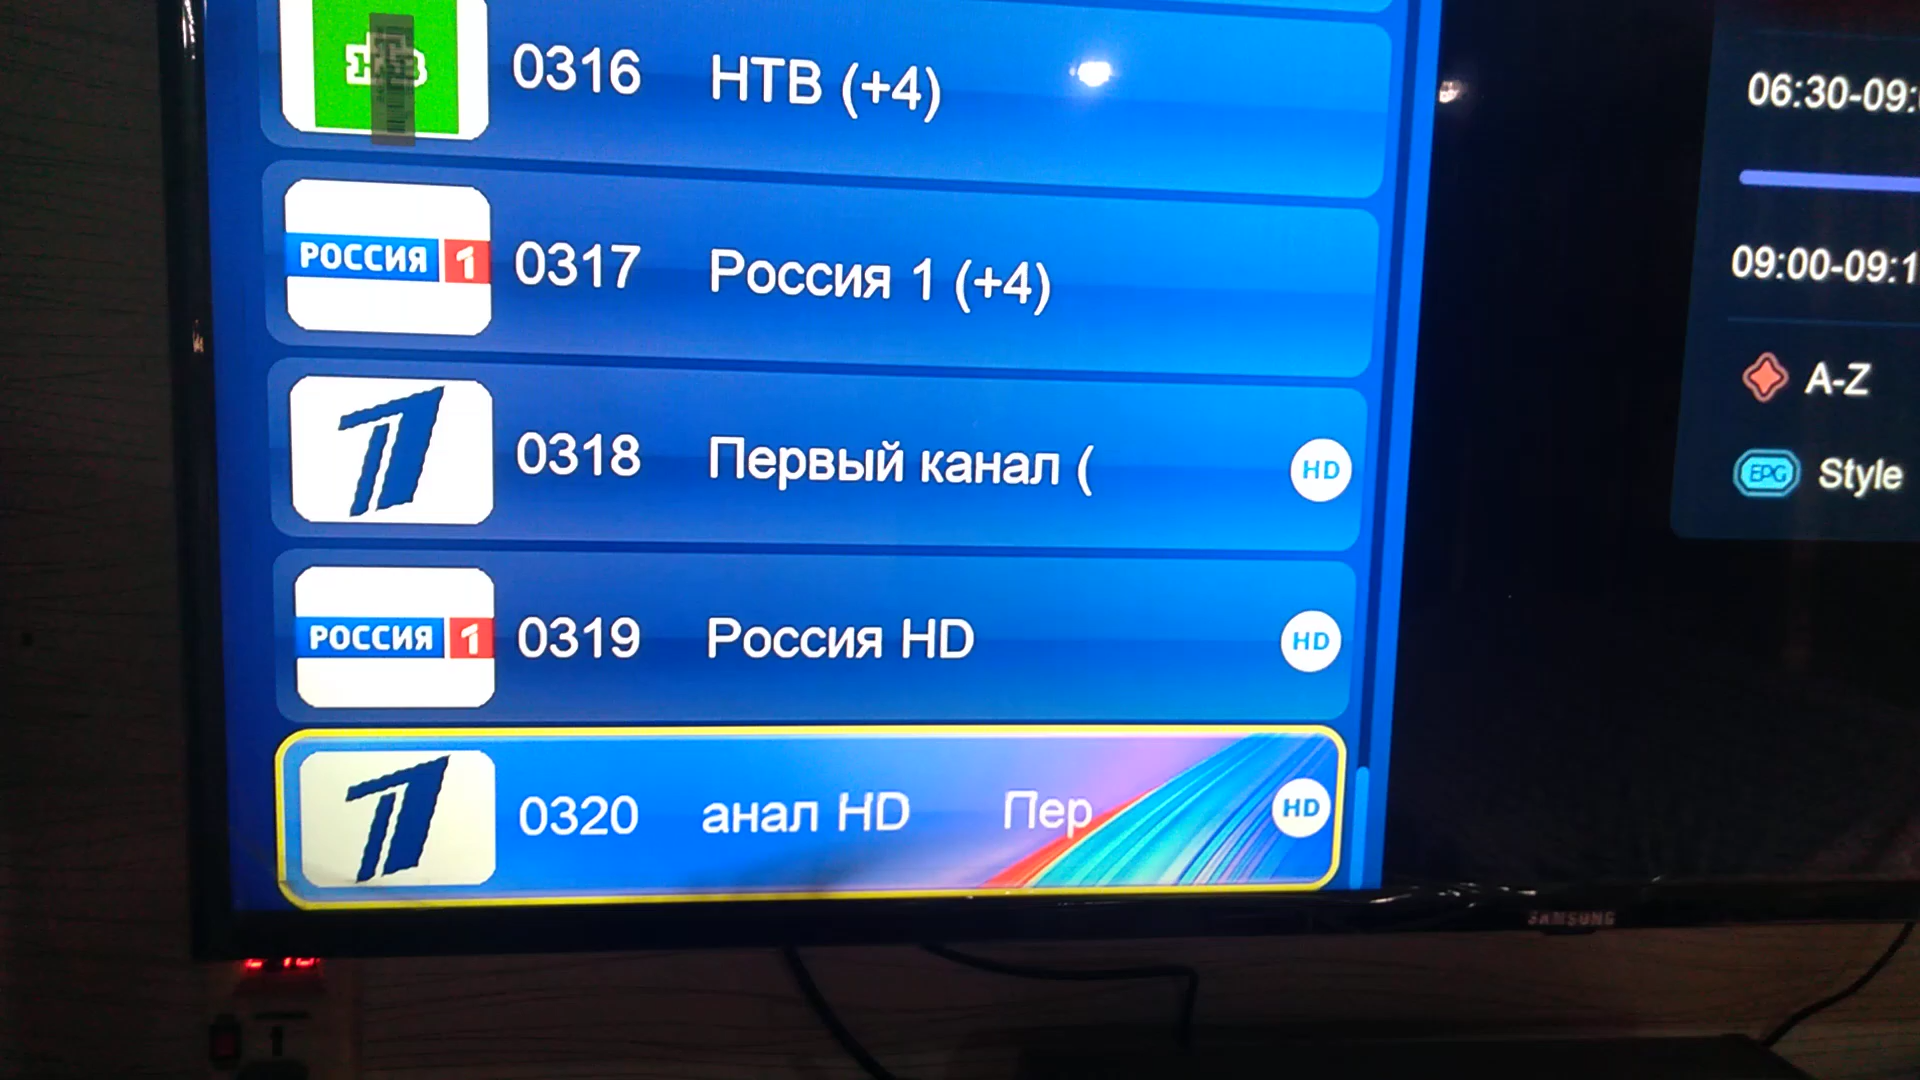 НТВ
0316 НТВ (+4)
РОССИЯ 1
0317 Россия 1 (+4)
0318 Первый канал ( HD
РОССИЯ 1
0319 Россия HD HD
0320 анал HD Пер HD
06:30-09:
09:00-09:1
A-Z
EPG Style
SAMSUNG